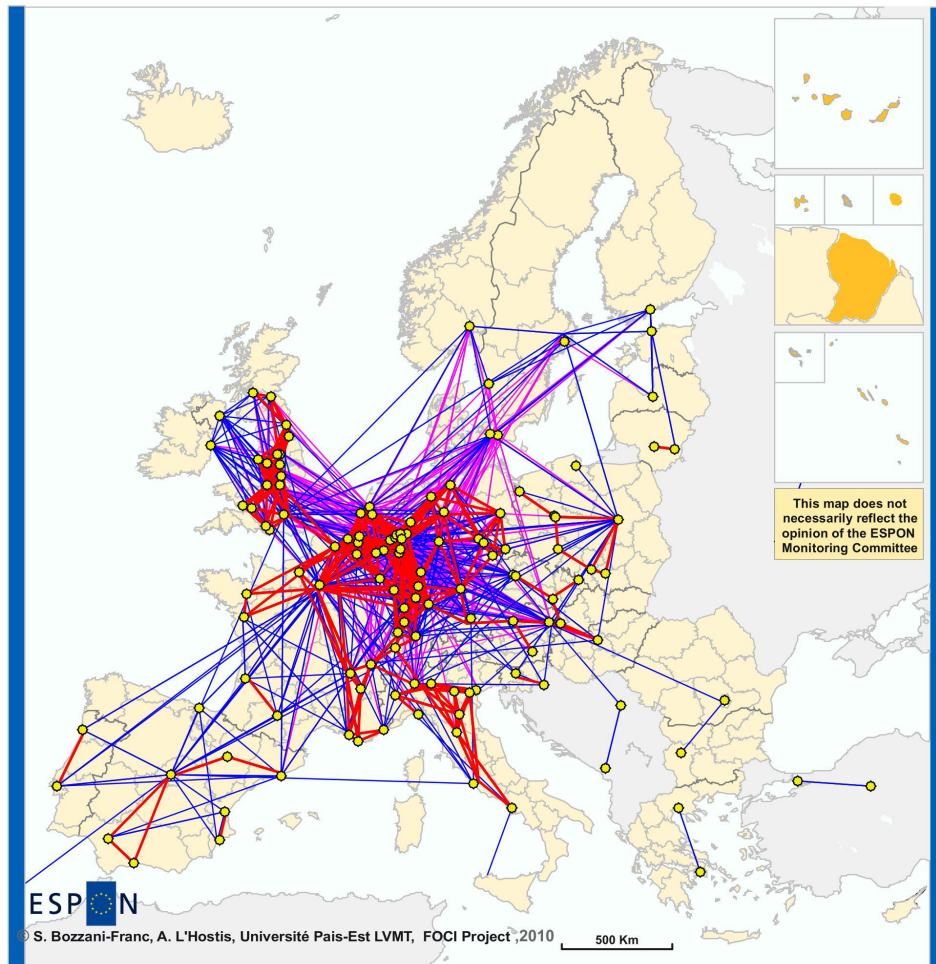 This map does not
necessarily reflect the
opinion of the ESPON
Monitoring Committee
ESPON
© S. Bozzani-Franc, A. L'Hostis, Université Pais-Est LVMT, FOCI Project ,2010
500 Km